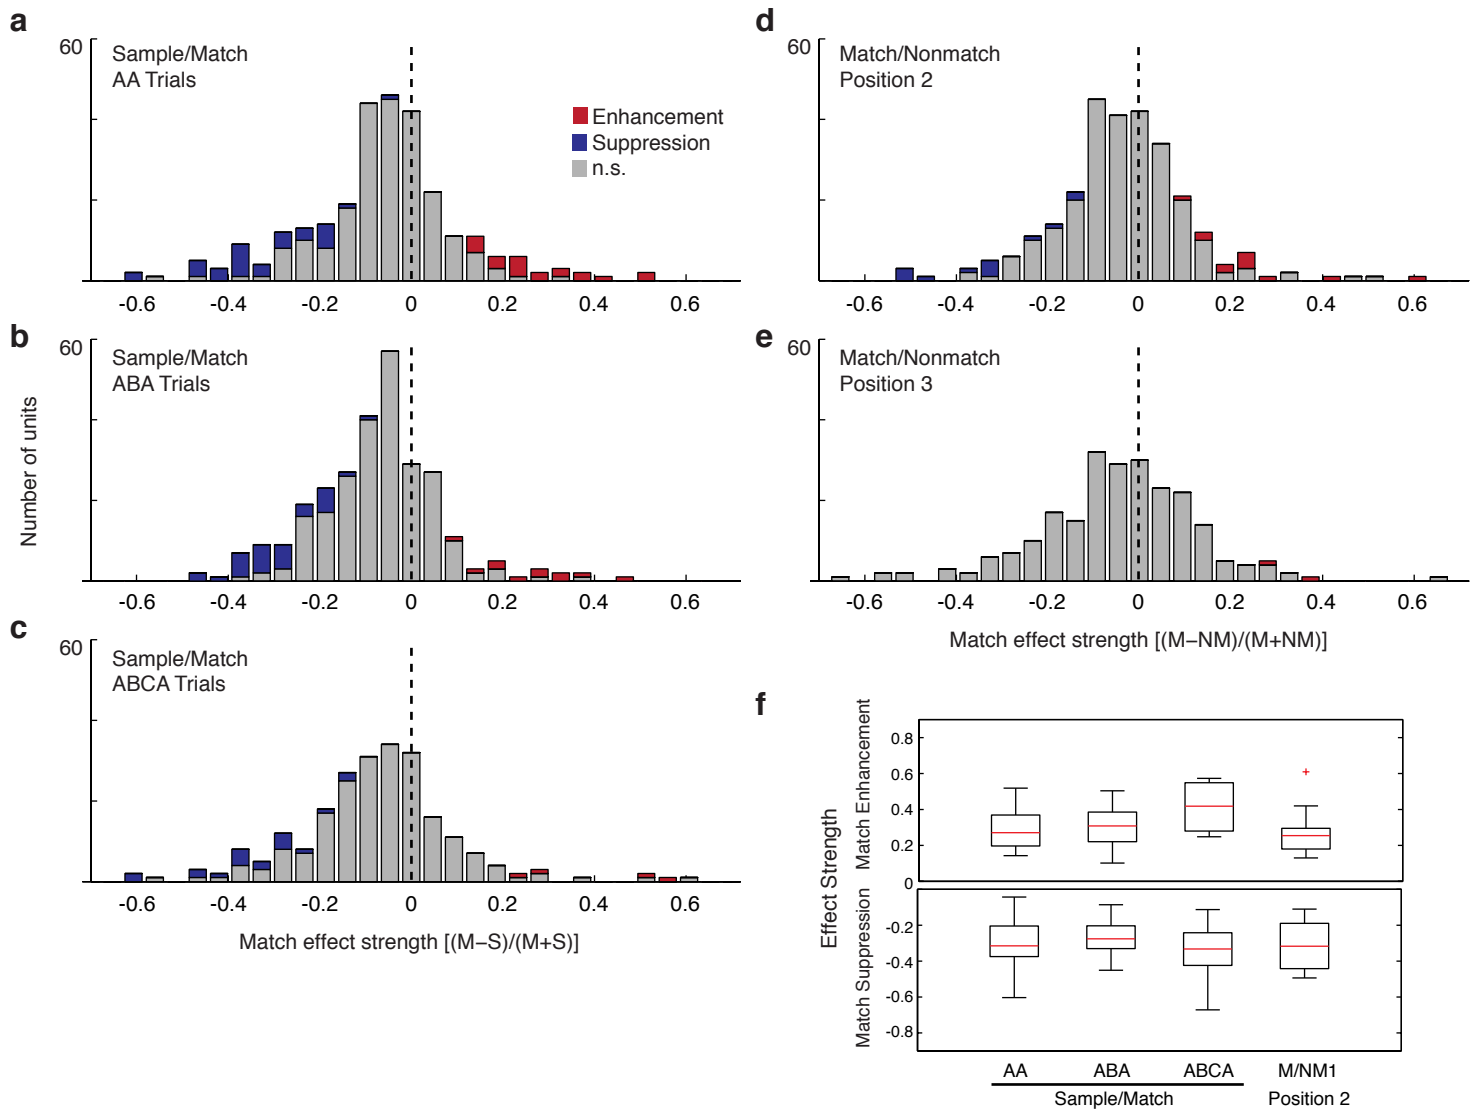 a
60
Sample/Match
AA Trials
Enhancement
Suppression
n.s.
-0.6 -0.4 -0.2 0 0.2 0.4 0.6
b
60
Sample/Match
ABA Trials
Number of units
-0.6 -0.4 -0.2 0 0.2 0.4 0.6
c
60
Sample/Match
ABCA Trials
-0.6 -0.4 -0.2 0 0.2 0.4 0.6
Match effect strength [(M−S)/(M+S)]
d
60
Match/Nonmatch
Position 2
-0.6 -0.4 -0.2 0 0.2 0.4 0.6
e
60
Match/Nonmatch
Position 3
-0.6 -0.4 -0.2 0 0.2 0.4 0.6
Match effect strength [(M−NM)/(M+NM)]
f
Effect Strength
Match Enhancement
0.8
0.6
0.4
0.2
0
Match Suppression
-0.2
-0.4
-0.6
-0.8
AA ABA ABCA M/NM1
Sample/Match Position 2